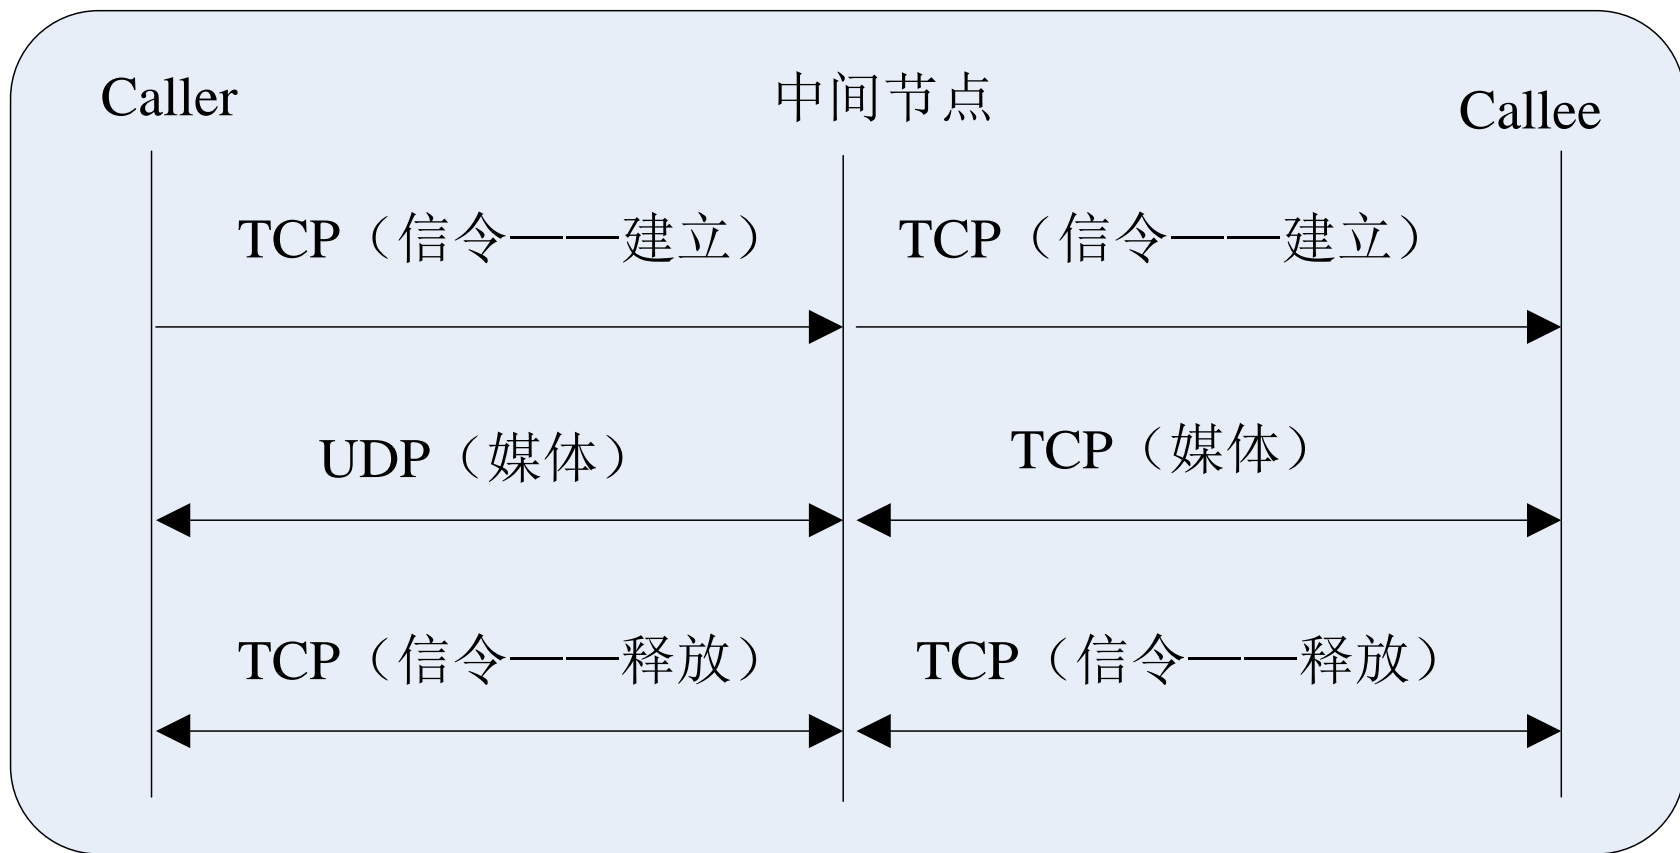 Caller
中间节点
Callee
TCP（信令——建立）
TCP（信令——建立）
UDP（媒体）
TCP（媒体）
TCP（信令——释放）
TCP（信令——释放）